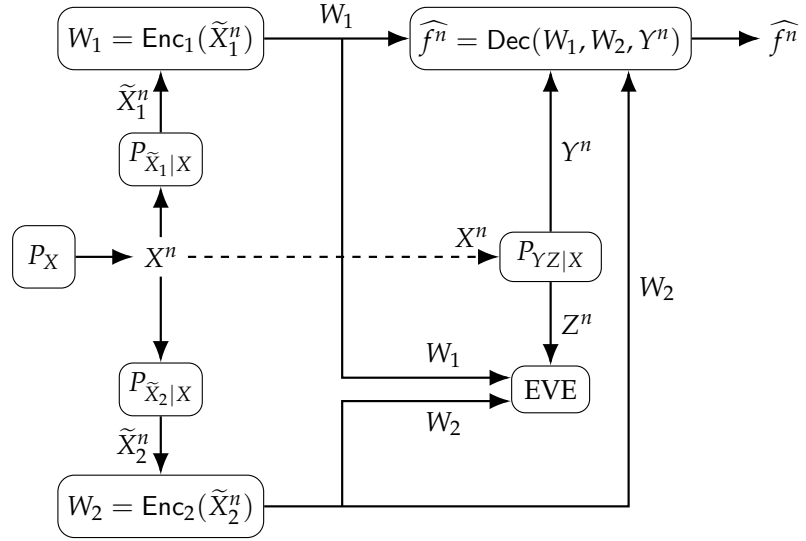 W₁
W₁ = Enc₁(X̃₁ⁿ)
f̂ⁿ = Dec(W₁, W₂, Yⁿ)
f̂ⁿ
X̃₁ⁿ
P_{X̃₁|X}
Yⁿ
P_X
Xⁿ
Xⁿ
P_{YZ|X}
W₂
Zⁿ
W₁
P_{X̃₂|X}
EVE
W₂
X̃₂ⁿ
W₂ = Enc₂(X̃₂ⁿ)